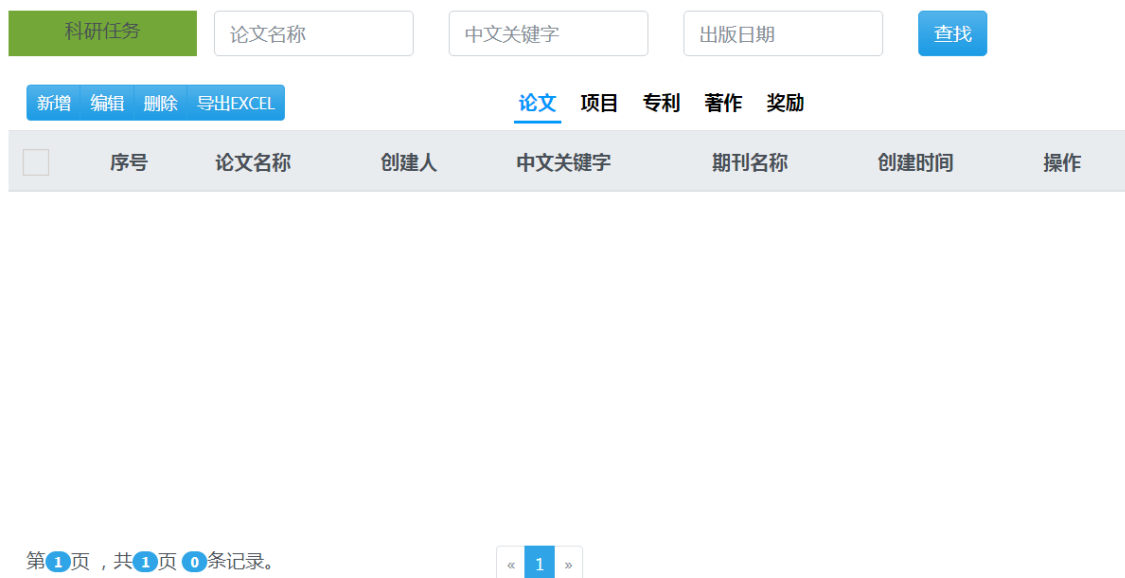 科研任务 论文名称 中文关键字 出版日期 查找
新增 编辑 删除 导出EXCEL 论文 项目 专利 著作 奖励
序号 论文名称 创建人 中文关键字 期刊名称 创建时间 操作
第1页，共1页 0条记录。 « 1 »